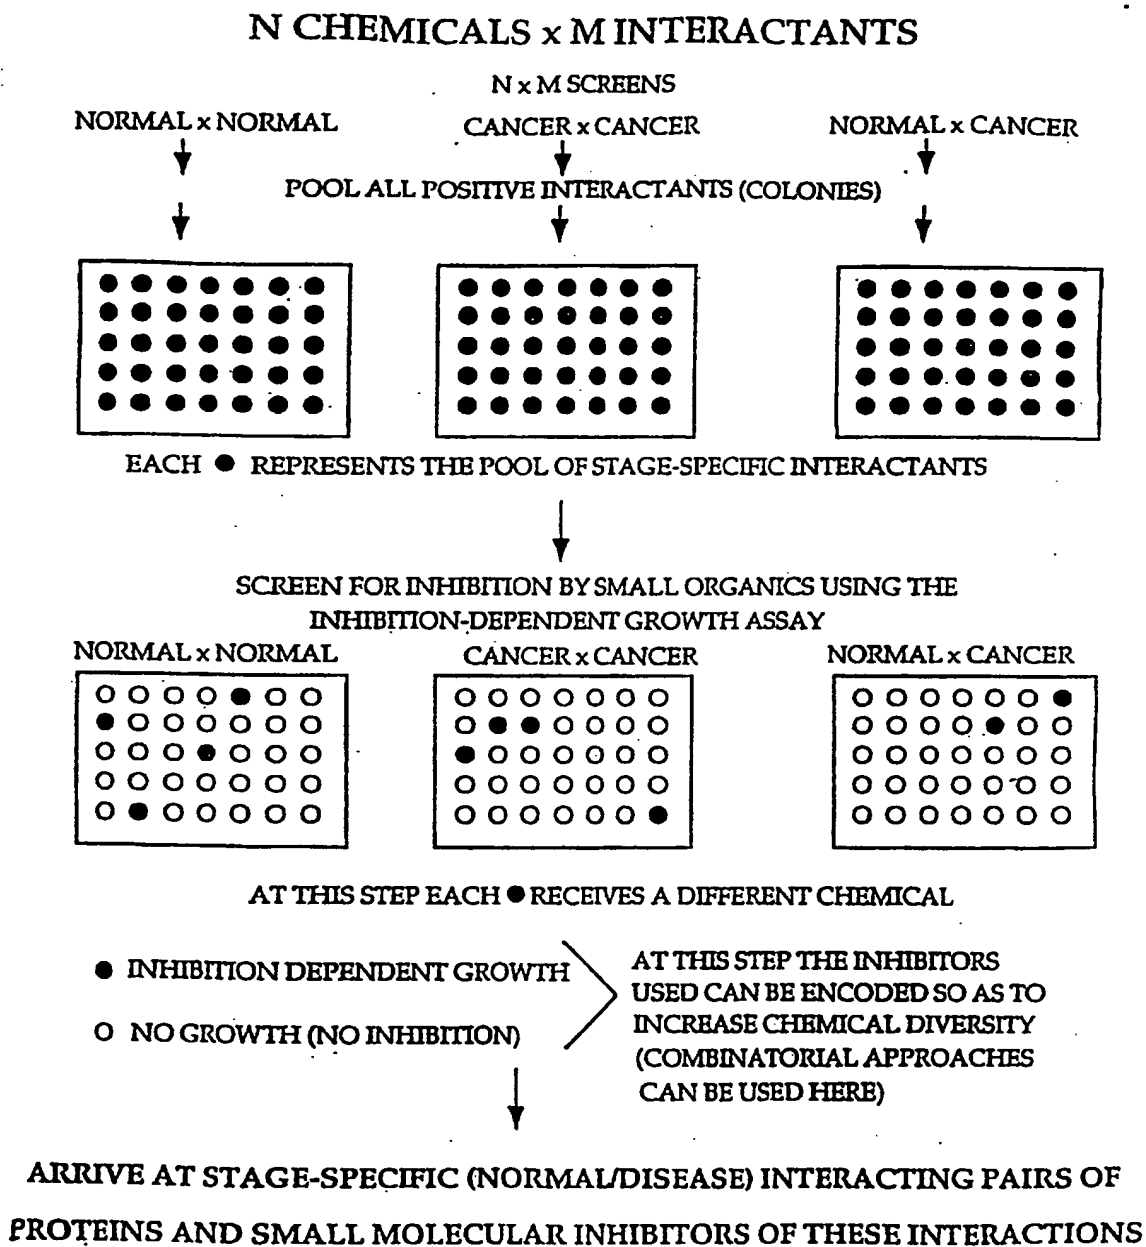 N CHEMICALS x M INTERACTANTS
N x M SCREENS
NORMAL x NORMAL CANCER x CANCER NORMAL x CANCER
POOL ALL POSITIVE INTERACTANTS (COLONIES)
EACH ● REPRESENTS THE POOL OF STAGE-SPECIFIC INTERACTANTS
SCREEN FOR INHIBITION BY SMALL ORGANICS USING THE
INHIBITION-DEPENDENT GROWTH ASSAY
NORMAL x NORMAL CANCER x CANCER NORMAL x CANCER
AT THIS STEP EACH ● RECEIVES A DIFFERENT CHEMICAL
● INHIBITION DEPENDENT GROWTH
O NO GROWTH (NO INHIBITION)
AT THIS STEP THE INHIBITORS
USED CAN BE ENCODED SO AS TO
INCREASE CHEMICAL DIVERSITY
(COMBINATORIAL APPROACHES
CAN BE USED HERE)
ARRIVE AT STAGE-SPECIFIC (NORMAL/DISEASE) INTERACTING PAIRS OF
PROTEINS AND SMALL MOLECULAR INHIBITORS OF THESE INTERACTIONS